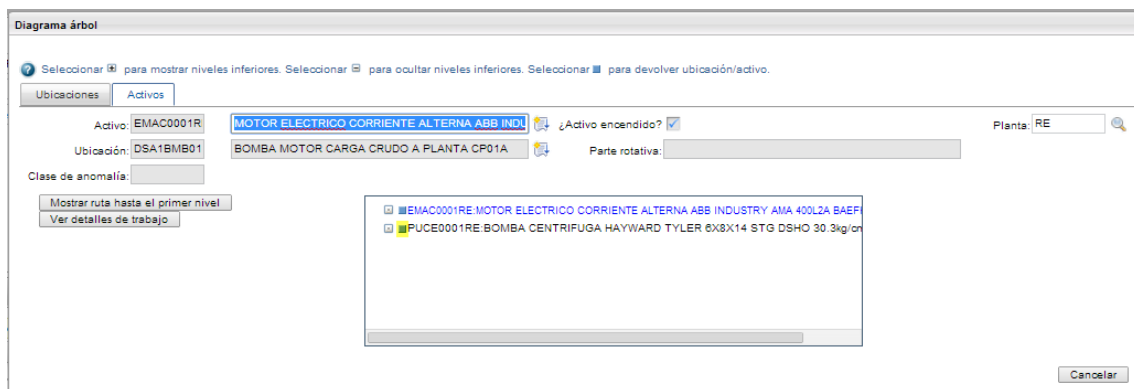 Diagrama árbol
Seleccionar para mostrar niveles inferiores. Seleccionar para ocultar niveles inferiores. Seleccionar para devolver ubicación/activo.
Ubicaciones Activos
Activo: EMAC0001R MOTOR ELECTRICO CORRIENTE ALTERNA ABB INDU ¿Activo encendido? Planta: RE
Ubicación: DSA1BMB01 BOMBA MOTOR CARGA CRUDO A PLANTA CP01A Parte rotativa:
Clase de anomalía:
Mostrar ruta hasta el primer nivel
Ver detalles de trabajo
EMAC0001RE:MOTOR ELECTRICO CORRIENTE ALTERNA ABB INDUSTRY AMA 400L2A BAEF
PUCE0001RE:BOMBA CENTRIFUGA HAYWARD TYLER 6X8X14 STG DSHO 30.3kg/cm
Cancelar